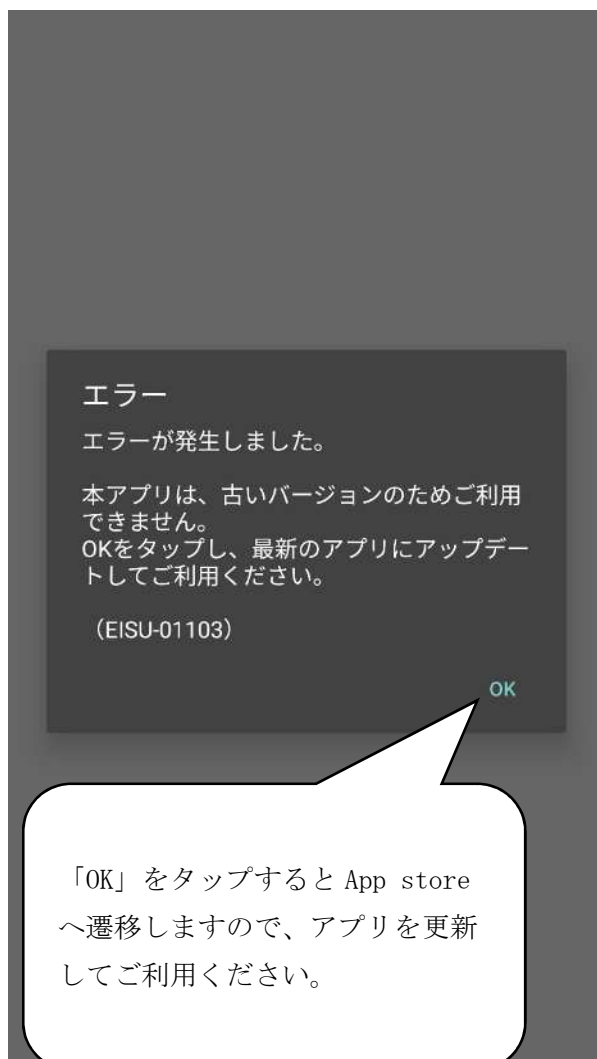 エラー
エラーが発生しました。
本アプリは、古いバージョンのためご利用
できません。
OKをタップし、最新のアプリにアップデー
トしてご利用ください。
（EISU-01103）
OK
「OK」をタップすると App store
へ遷移しますので、アプリを更新
してご利用ください。